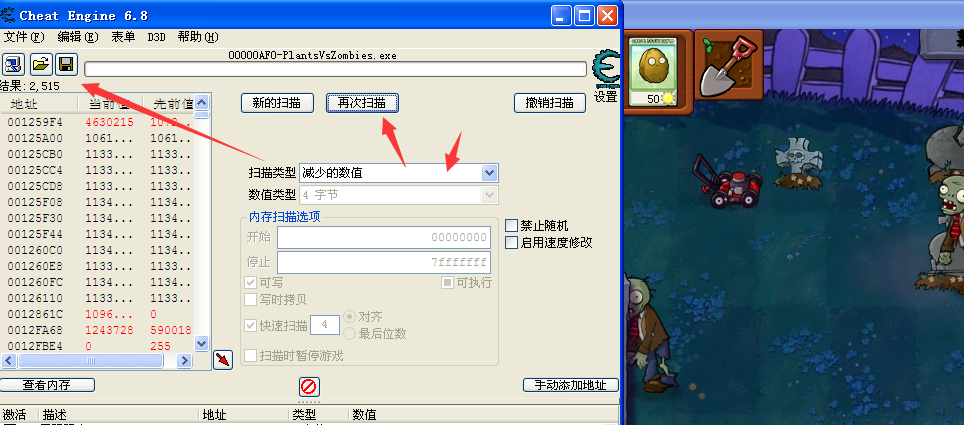 Cheat Engine 6.8
文件(F) 编辑(E) 表单 D3D 帮助(H)
00000AF0-PlantsVsZombies.exe
结果:2,515
设置
地址 当前值 先前值
新的扫描 再次扫描 撤销扫描
001259F4 4630215
00125A00 1061... 1061...
00125CB0 1133... 1133...
00125CC4 1133... 1133...
00125CD8 1133... 1133...
00125F08 1134... 1134...
00125F30 1134... 1134...
00125F44 1134... 1134...
001260C0 1134... 1134...
001260E8 1133... 1133...
001260FC 1134... 1134...
00126110 1133... 1133...
0012861C 1096... 0
0012FA68 1243728 590018
0012FBE4 0 255
扫描类型 减少的数值
数值类型 4 字节
内存扫描选项
开始 00000000
停止 7fffffff
可写 可执行
写时拷贝
快速扫描 4 对齐
最后位数
扫描时暂停游戏
禁止随机
启用速度修改
查看内存 手动添加地址
激活 描述 地址 类型 数值
50